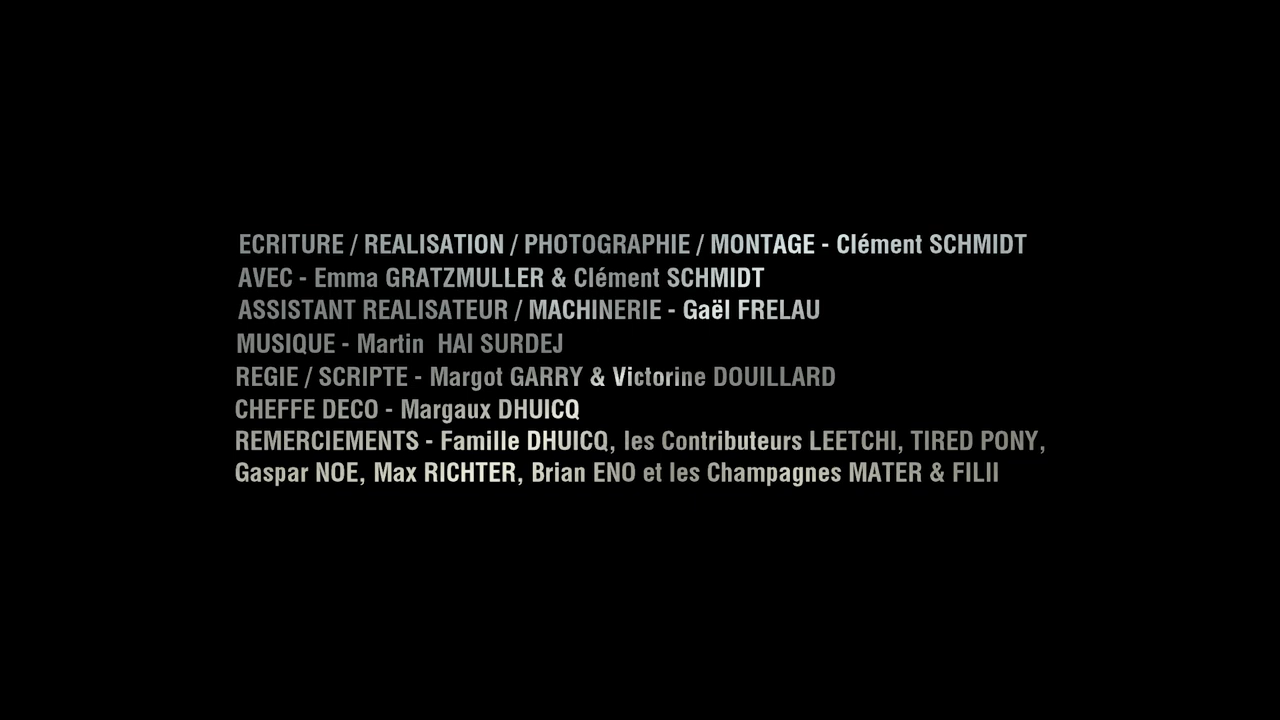 ECRITURE / REALISATION / PHOTOGRAPHIE / MONTAGE - Clément SCHMIDT
AVEC - Emma GRATZMULLER & Clément SCHMIDT
ASSISTANT REALISATEUR / MACHINERIE - Gaël FRELAU
MUSIQUE - Martin  HAI SURDEJ
REGIE / SCRIPTE - Margot GARRY & Victorine DOUILLARD
CHEFFE DECO - Margaux DHUICQ
REMERCIEMENTS - Famille DHUICQ, les Contributeurs LEETCHI, TIRED PONY,
Gaspar NOE, Max RICHTER, Brian ENO et les Champagnes MATER & FILII